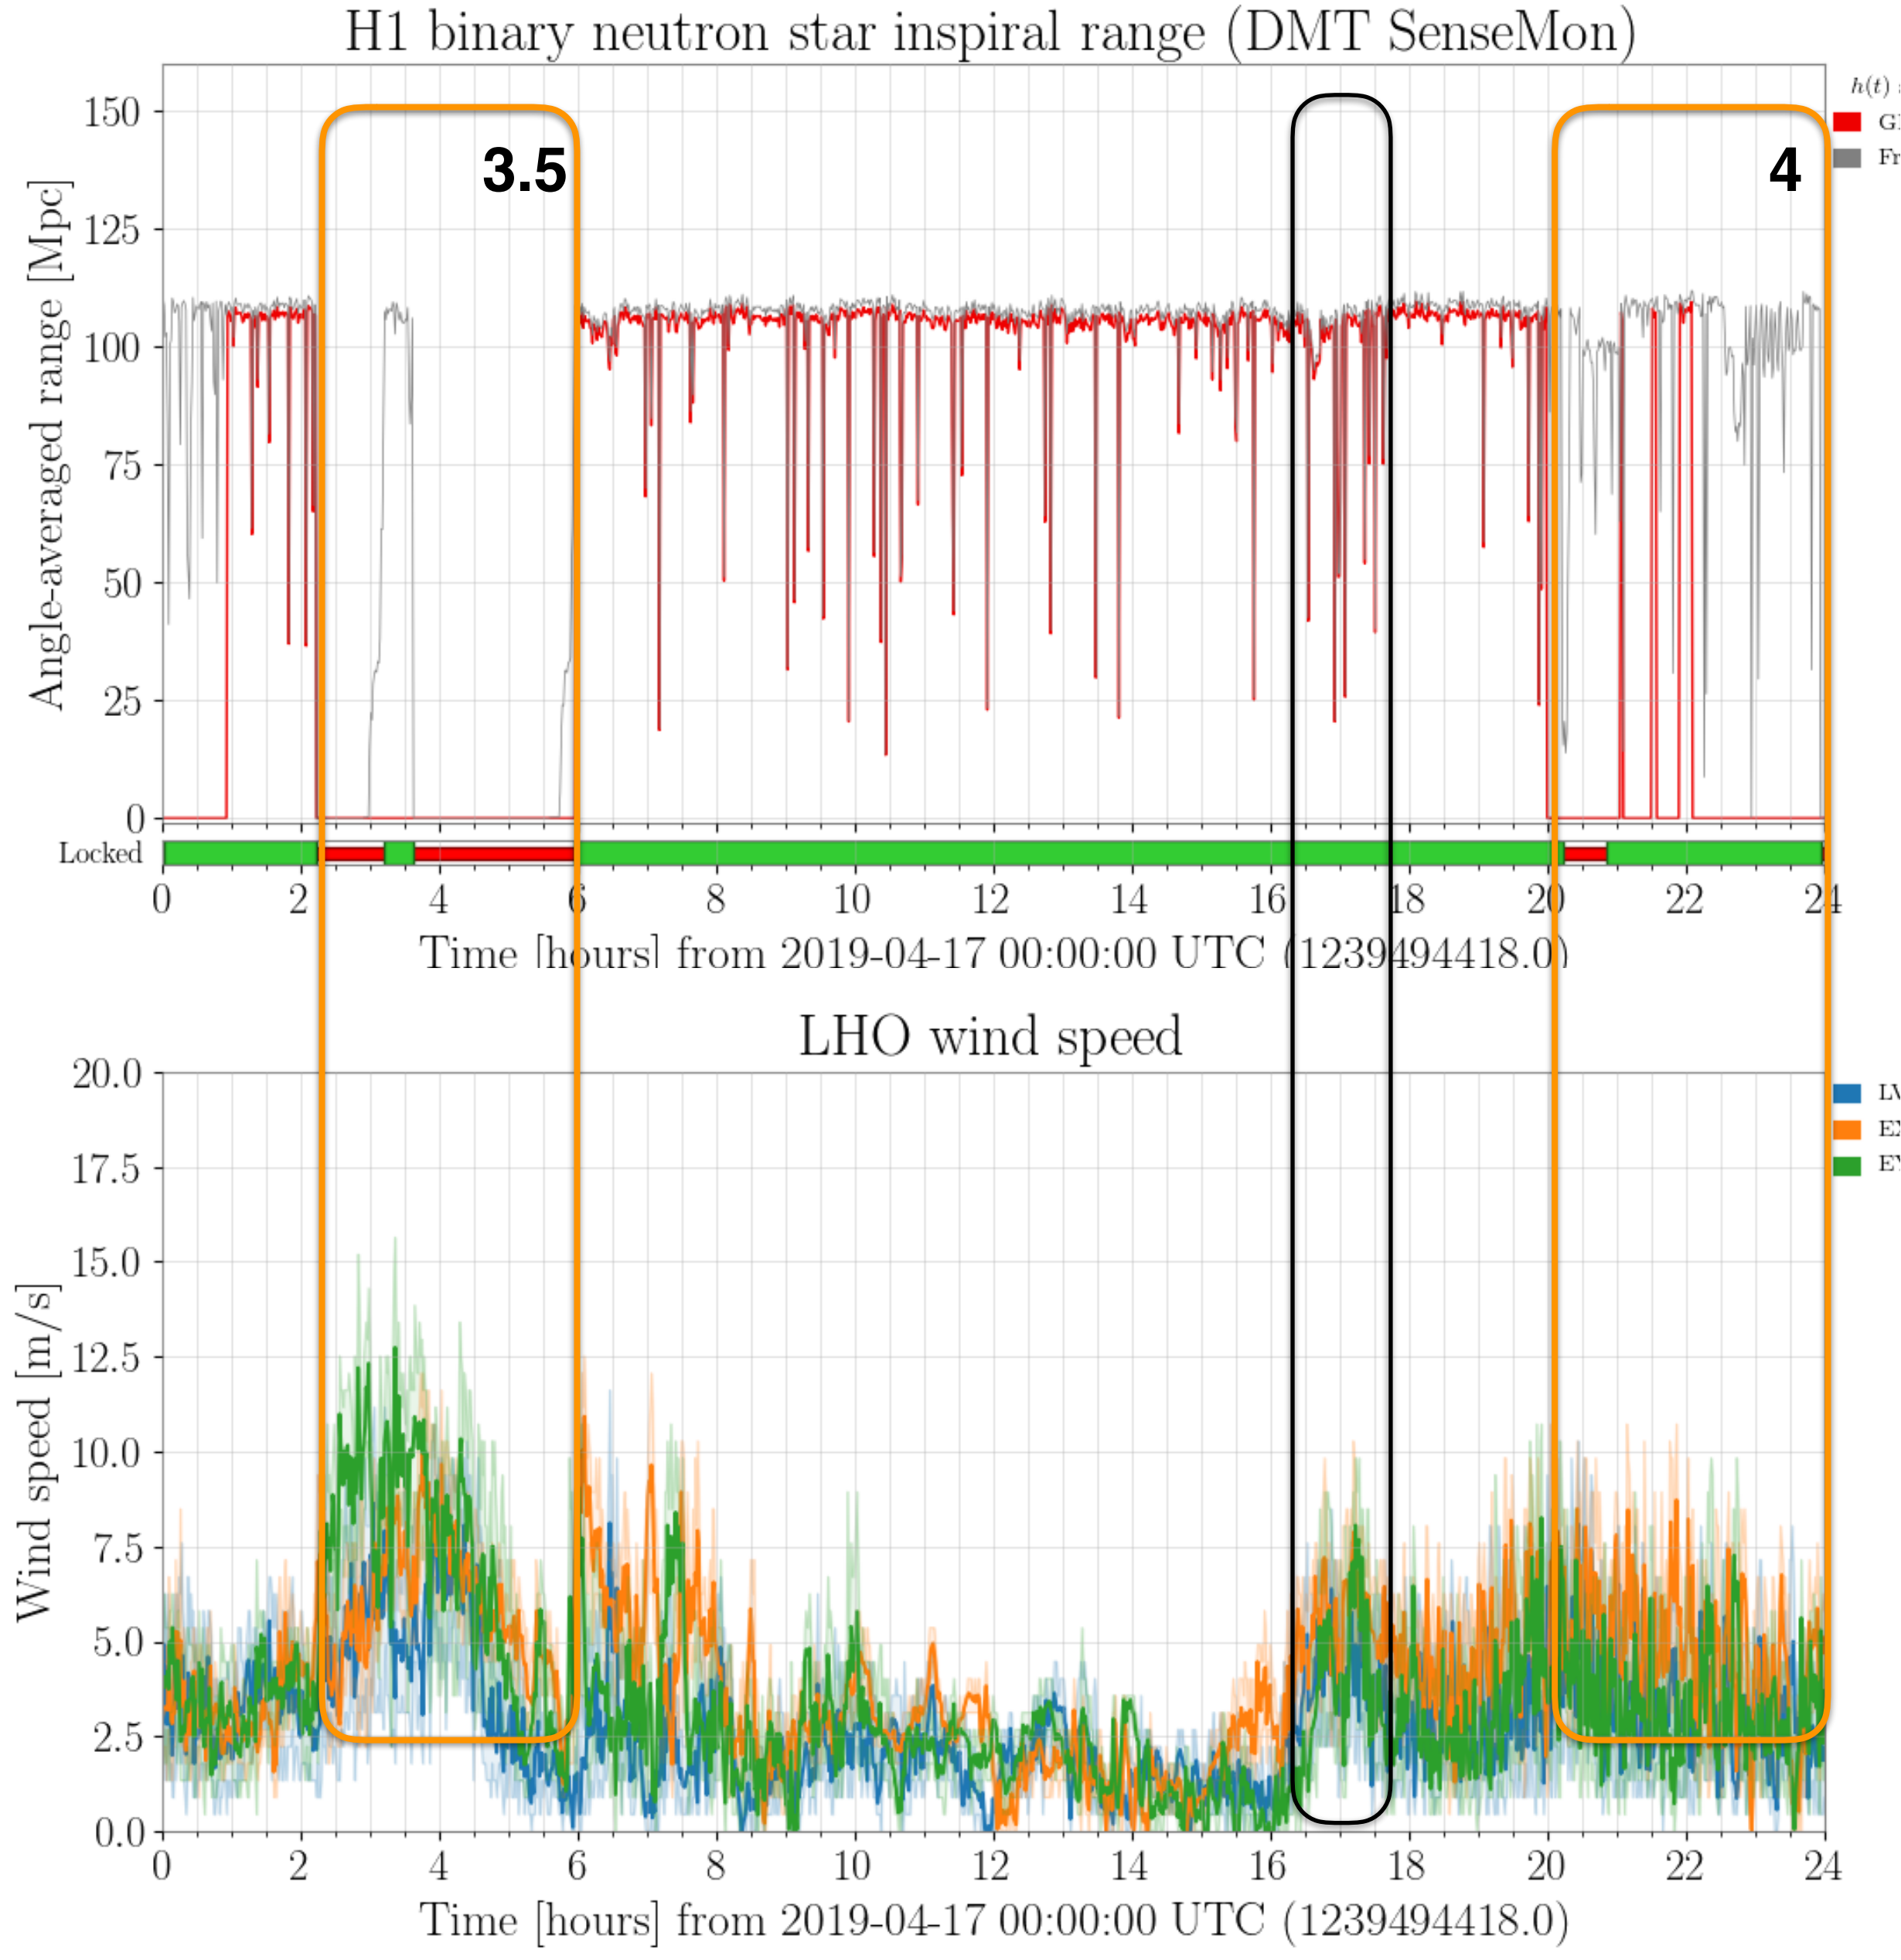 H1 binary neutron star inspiral range (DMT SenseMon)
h(t) :
150
3.5
4
G
Fr
125
Angle-averaged range [Mpc]
100
75
50
25
0
Locked
0 2 4 6 8 10 12 14 16 18 20 22 24
Time [hours] from 2019-04-17 00:00:00 UTC (1239494418.0)
LHO wind speed
20.0
LV
EX
EY
17.5
15.0
Wind speed [m/s]
12.5
10.0
7.5
5.0
2.5
0.0
0 2 4 6 8 10 12 14 16 18 20 22 24
Time [hours] from 2019-04-17 00:00:00 UTC (1239494418.0)